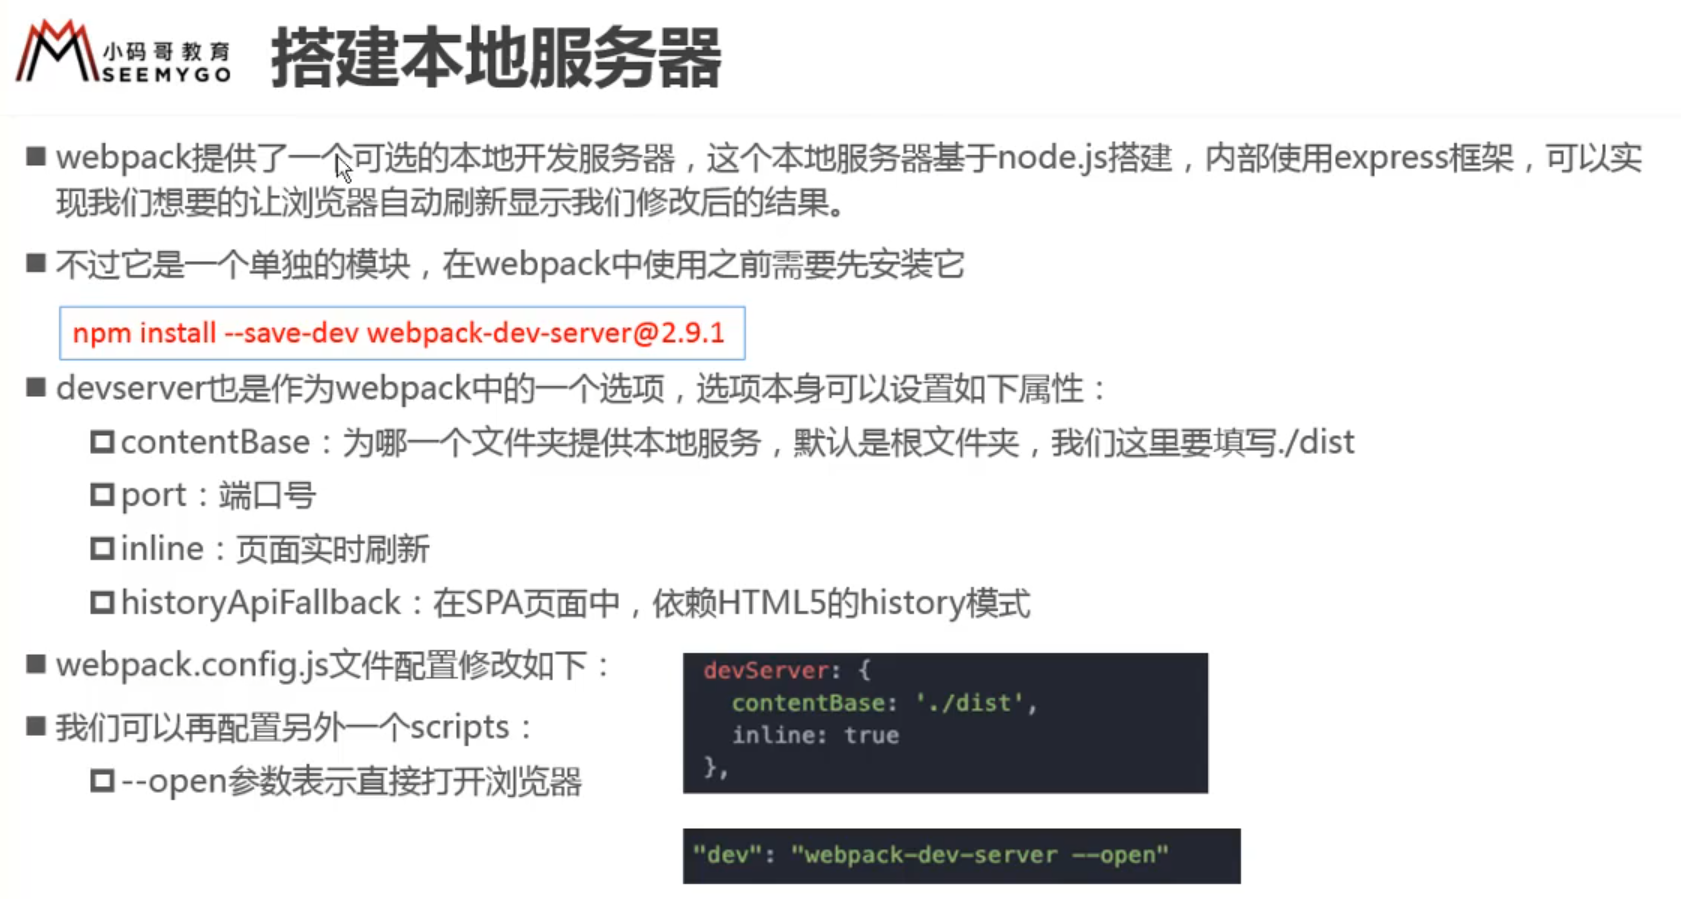 小码哥教育
SEEMYGO
搭建本地服务器
webpack提供了一个可选的本地开发服务器，这个本地服务器基于node.js搭建，内部使用express框架，可以实
现我们想要的让浏览器自动刷新显示我们修改后的结果。
不过它是一个单独的模块，在webpack中使用之前需要先安装它
npm install --save-dev webpack-dev-server@2.9.1
devserver也是作为webpack中的一个选项，选项本身可以设置如下属性：
contentBase：为哪一个文件夹提供本地服务，默认是根文件夹，我们这里要填写./dist
port：端口号
inline：页面实时刷新
historyApiFallback：在SPA页面中，依赖HTML5的history模式
webpack.config.js文件配置修改如下：
devServer: {
contentBase: './dist',
inline: true
},
我们可以再配置另外一个scripts：
--open参数表示直接打开浏览器
"dev": "webpack-dev-server --open"